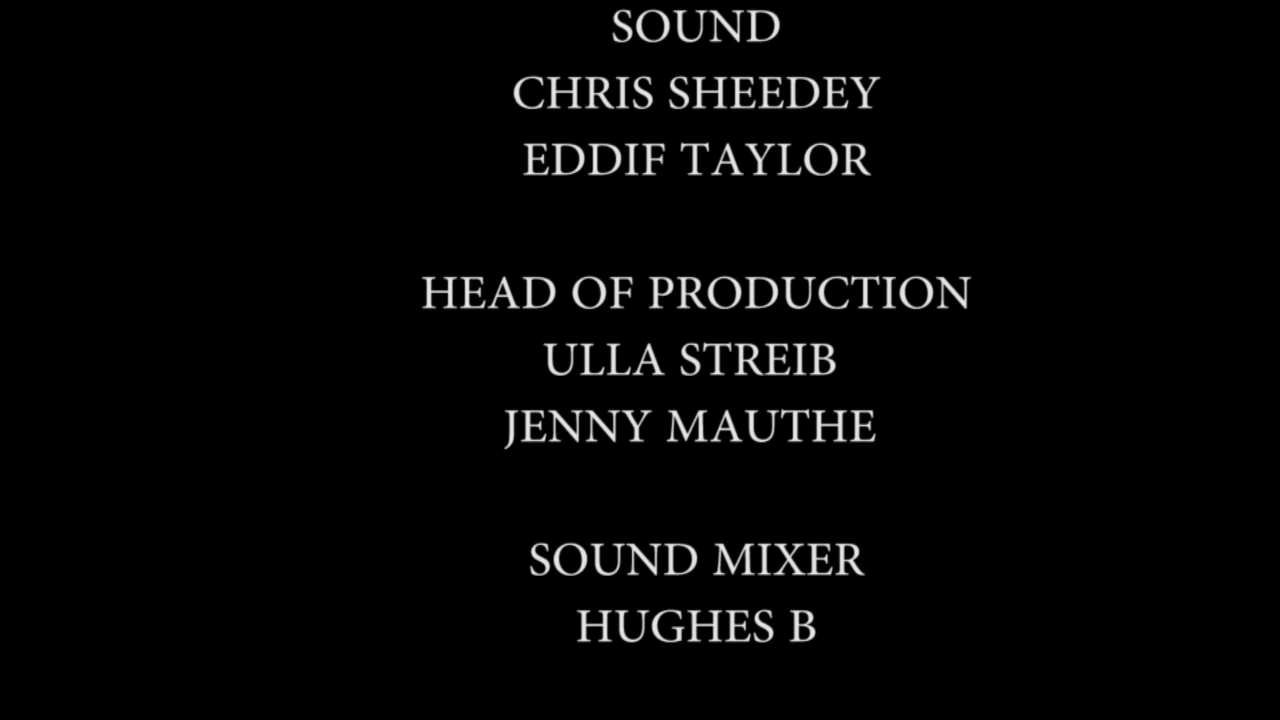 SOUND
CHRIS SHEEDEY
EDDIF TAYLOR
HEAD OF PRODUCTION
ULLA STREIB
JENNY MAUTHE
SOUND MIXER
HUGHES B